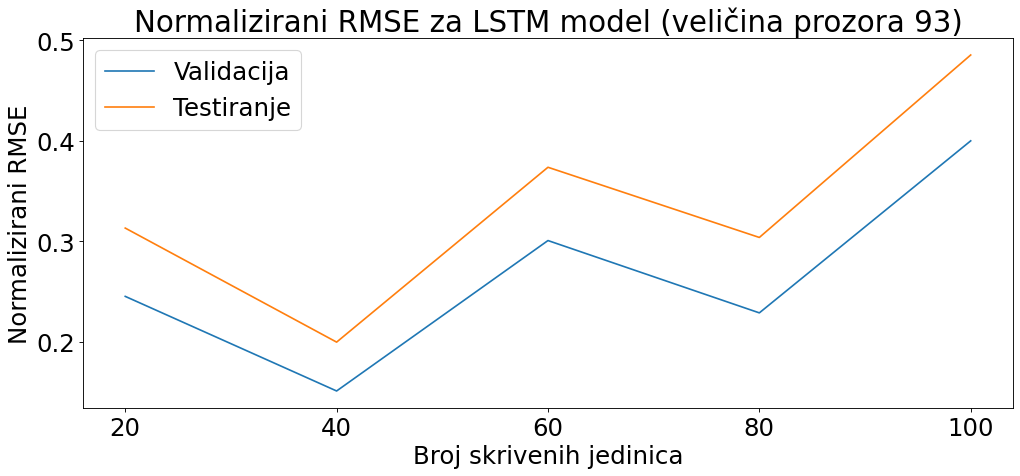 Normalizirani RMSE za LSTM model (veličina prozora 93)
Validacija
Testiranje
Normalizirani RMSE
0.5
0.4
0.3
0.2
20 40 60 80 100
Broj skrivenih jedinica